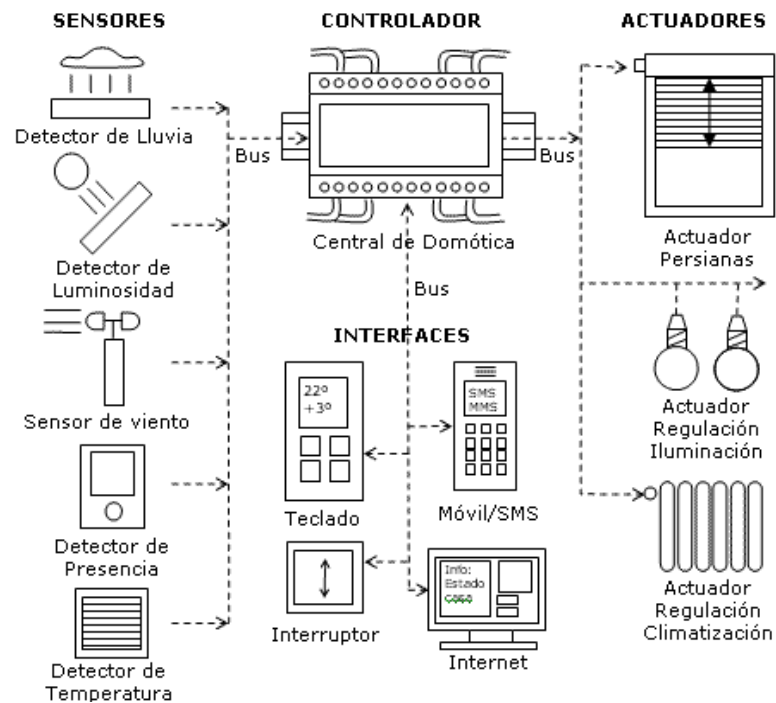 SENSORES
Detector de Lluvia
Detector de
Luminosidad
Sensor de viento
Detector de
Presencia
Detector de
Temperatura
CONTROLADOR
Bus
Bus
Central de Domótica
Bus
INTERFACES
22º
+3º
Teclado
SMS
MMS
Móvil/SMS
Interruptor
Info:
Estado
casa
Internet
ACTUADORES
Actuador
Persianas
Actuador
Regulación
Iluminación
Actuador
Regulación
Climatización